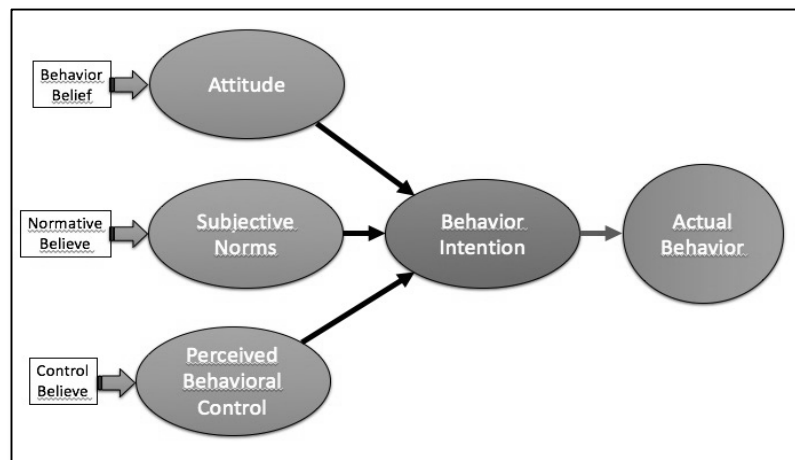 Behavior
Belief
Attitude
Normative
Believe
Subjective
Norms
Behavior
Intention
Actual
Behavior
Control
Believe
Perceived
Behavioral
Control